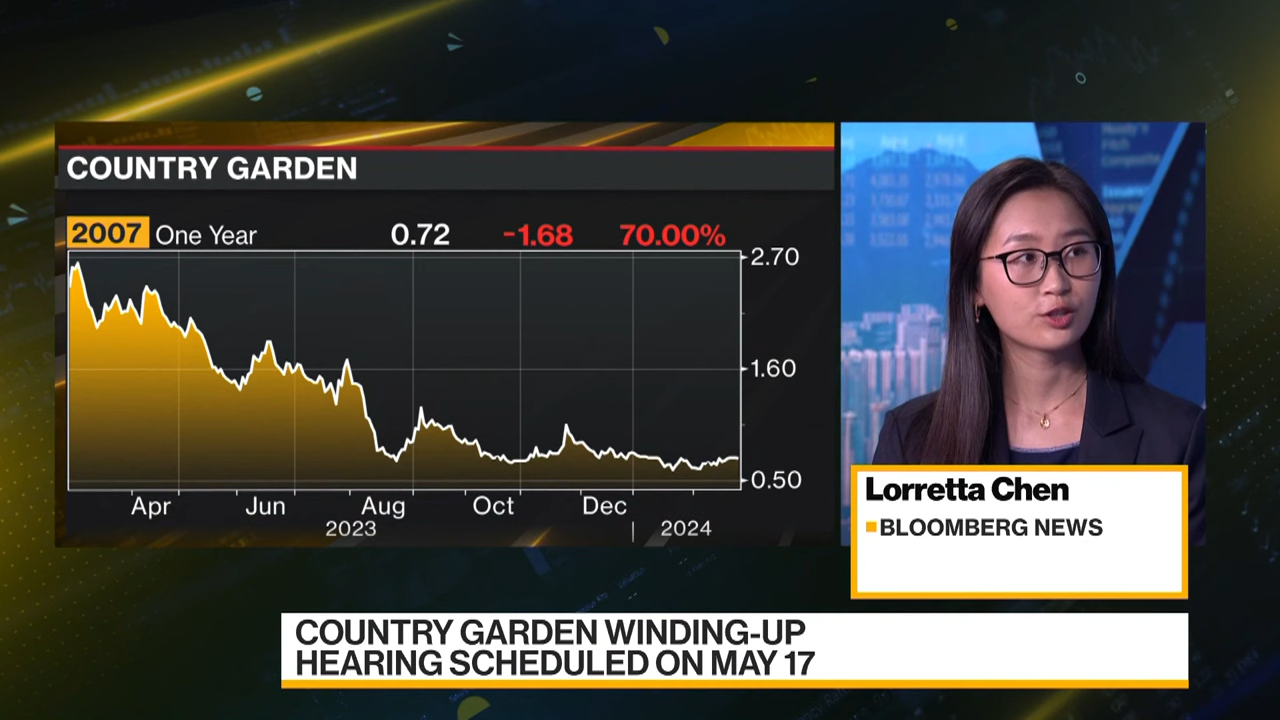 COUNTRY GARDEN
2007 One Year 0.72 -1.68 70.00%
2.70
1.60
0.50
Apr Jun Aug Oct Dec
2023 2024
Lorretta Chen
BLOOMBERG NEWS
COUNTRY GARDEN WINDING-UP
HEARING SCHEDULED ON MAY 17